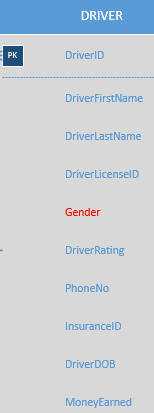 DRIVER
PK DriverID
DriverFirstName
DriverLastName
DriverLicenseID
Gender
DriverRating
PhoneNo
InsuranceID
DriverDOB
MoneyEarned